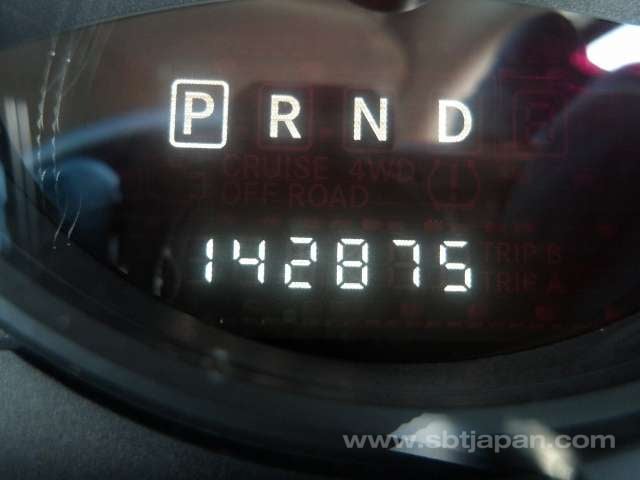 P R N D
CRUISE 4WD
OFF ROAD
TRIP B
142875
TRIP A
www.sbtjapan.com